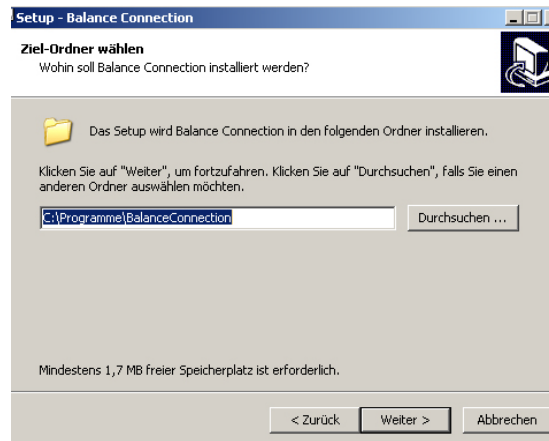 Setup - Balance Connection
Ziel-Ordner wählen
Wohin soll Balance Connection installiert werden?
Das Setup wird Balance Connection in den folgenden Ordner installieren.
Klicken Sie auf "Weiter", um fortzufahren. Klicken Sie auf "Durchsuchen", falls Sie einen
anderen Ordner auswählen möchten.
C:\Programme\BalanceConnection
Durchsuchen ...
Mindestens 1,7 MB freier Speicherplatz ist erforderlich.
< Zurück
Weiter >
Abbrechen